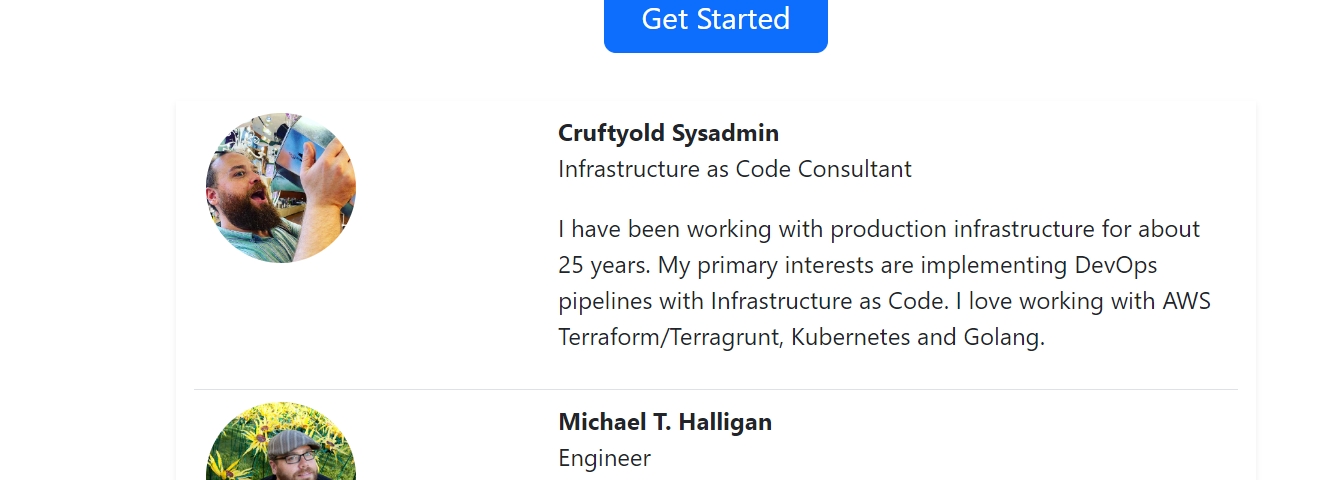 Get Started
Cruftyold Sysadmin
Infrastructure as Code Consultant
I have been working with production infrastructure for about
25 years. My primary interests are implementing DevOps
pipelines with Infrastructure as Code. I love working with AWS
Terraform/Terragrunt, Kubernetes and Golang.
Michael T. Halligan
Engineer